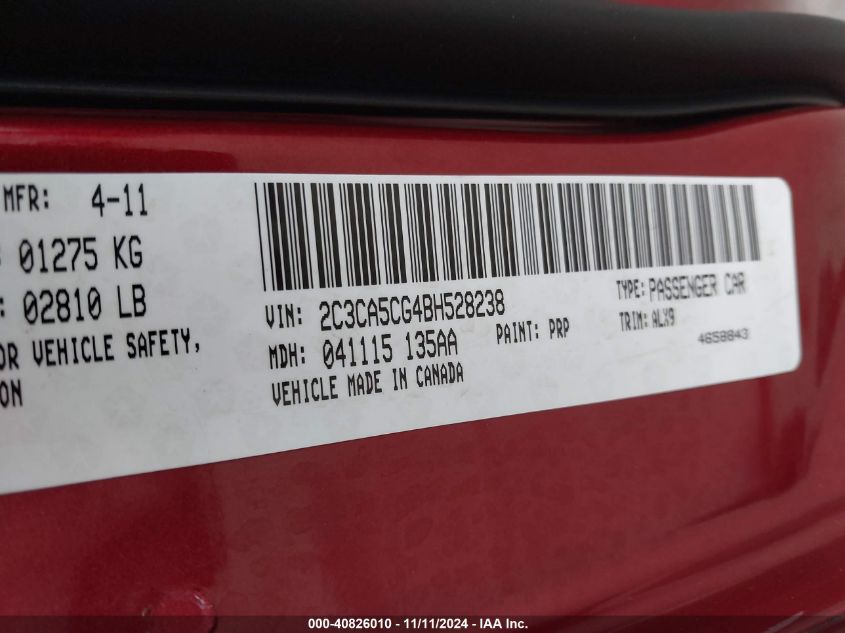 MFR: 4-11
01275 KG
02810 LB
OR VEHICLE SAFETY,
ON
VIN: 2C3CA5CG4BH528238
TYPE: PASSENGER CAR
MDH: 041115 135AA
PAINT: PRP
TRIM: ALX9
VEHICLE MADE IN CANADA
4658843
000-40826010 - 11/11/2024 - IAA Inc.